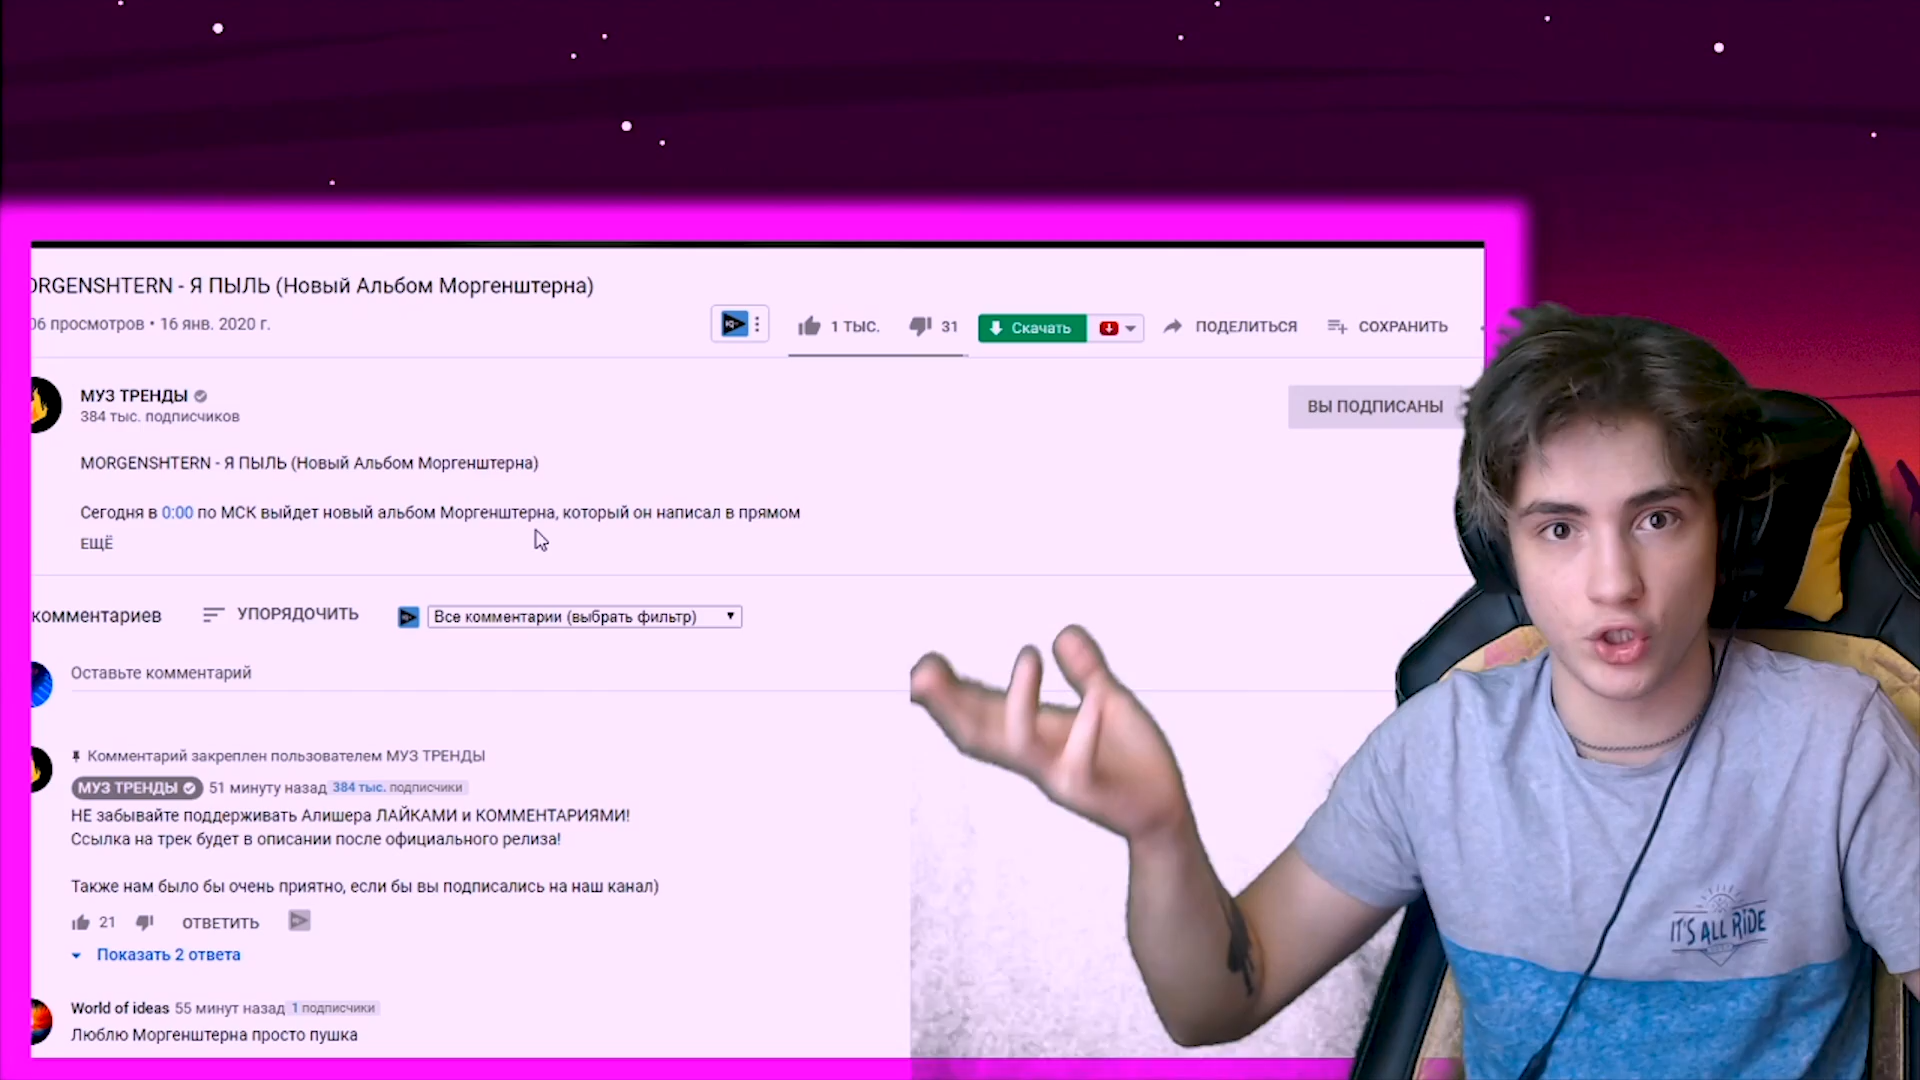 ORGENSHTERN - Я ПЫЛЬ (Новый Альбом Моргенштерна)
06 просмотров • 16 янв. 2020 г.
1 ТЫС.
31
Скачать
ПОДЕЛИТЬСЯ
СОХРАНИТЬ
МУЗ ТРЕНДЫ
384 тыс. подписчиков
ВЫ ПОДПИСАНЫ
MORGENSHTERN - Я ПЫЛЬ (Новый Альбом Моргенштерна)
Сегодня в 0:00 по МСК выйдет новый альбом Моргенштерна, который он написал в прямом
ЕЩЁ
комментариев
УПОРЯДОЧИТЬ
Все комментарии (выбрать фильтр)
Оставьте комментарий
Комментарий закреплен пользователем МУЗ ТРЕНДЫ
МУЗ ТРЕНДЫ 51 минуту назад 384 тыс. подписчики
НЕ забывайте поддерживать Алишера ЛАЙКАМИ и КОММЕНТАРИЯМИ!
Ссылка на трек будет в описании после официального релиза!
Также нам было бы очень приятно, если бы вы подписались на наш канал)
21
ОТВЕТИТЬ
Показать 2 ответа
World of ideas 55 минут назад 1 подписчики
Люблю Моргенштерна просто пушка
IT'S ALL RIDE